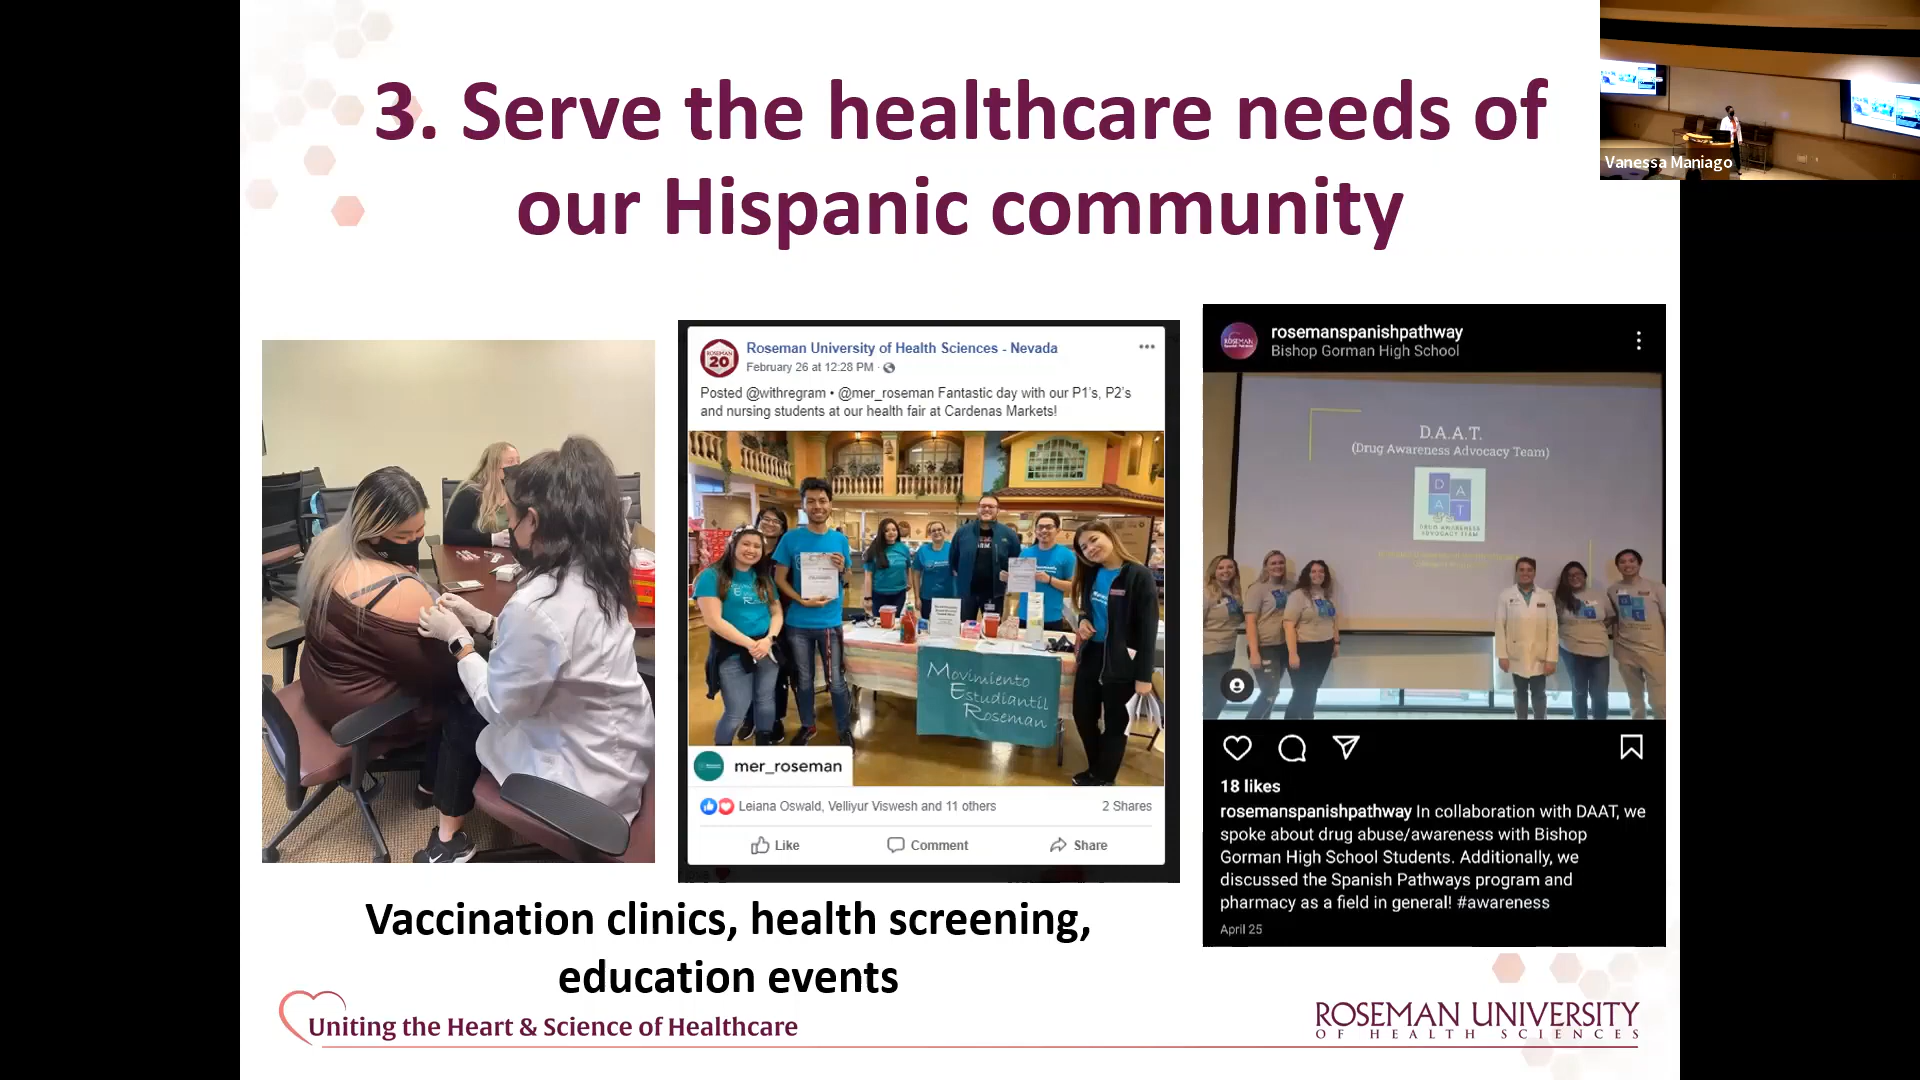 3. Serve the healthcare needs of
our Hispanic community
Vanessa Maniago
Roseman University of Health Sciences - Nevada
February 26 at 12:28 PM ·
Posted @withregram • @mer_roseman Fantastic day with our P1's, P2's
and nursing students at our health fair at Cardenas Markets!
ROSEMAN
20
Movimiento
Estudiantil
Roseman
mer_roseman
Leiana Oswald, Velliyur Viswesh and 11 others
2 Shares
Like
Comment
Share
rosemanspanishpathway
Bishop Gorman High School
D.A.A.T.
(Drug Awareness Advocacy Team)
D A
A T
DRUG AWARENESS
ADVOCACY TEAM
18 likes
rosemanspanishpathway In collaboration with DAAT, we
spoke about drug abuse/awareness with Bishop
Gorman High School Students. Additionally, we
discussed the Spanish Pathways program and
pharmacy as a field in general! #awareness
April 25
Vaccination clinics, health screening,
education events
Uniting the Heart & Science of Healthcare
ROSEMAN UNIVERSITY
OF HEALTH SCIENCES